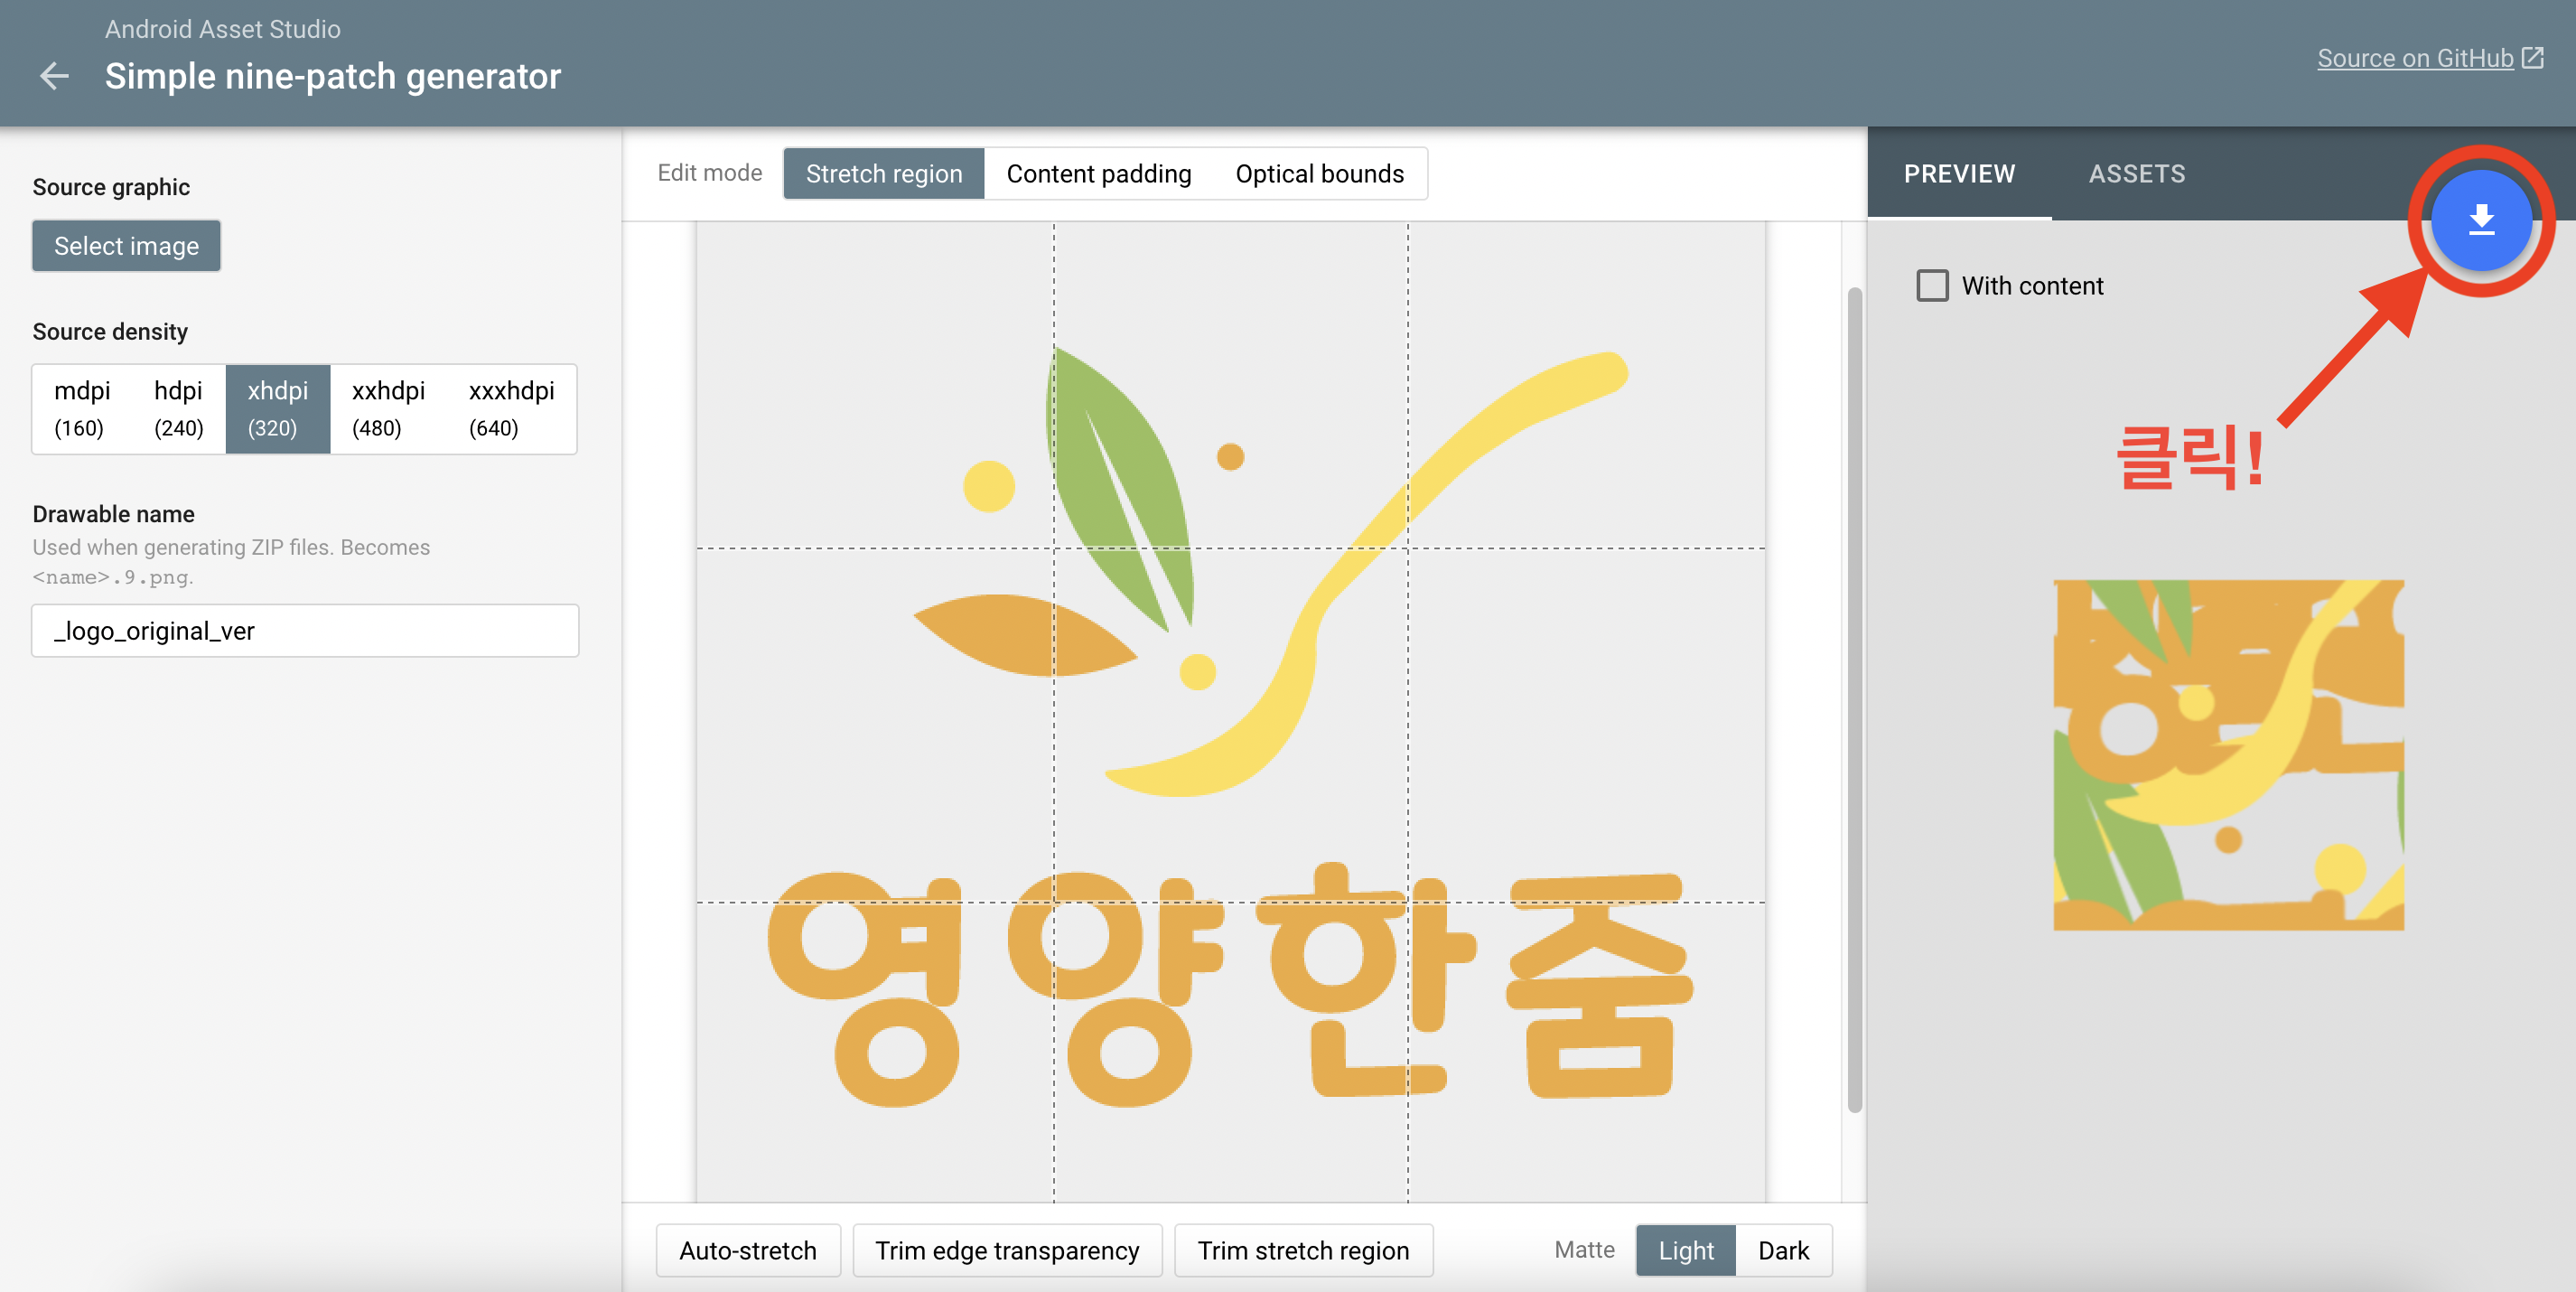 Android Asset Studio
Simple nine-patch generator
Source on GitHub
Source graphic
Select image
Source density
mdpi hdpi xhdpi xxhdpi xxxhdpi
(160) (240) (320) (480) (640)
Drawable name
Used when generating ZIP files. Becomes
<name>.9.png.
_logo_original_ver
Edit mode Stretch region Content padding Optical bounds
영양한줌
Auto-stretch Trim edge transparency Trim stretch region Matte Light Dark
PREVIEW ASSETS
With content
클릭!